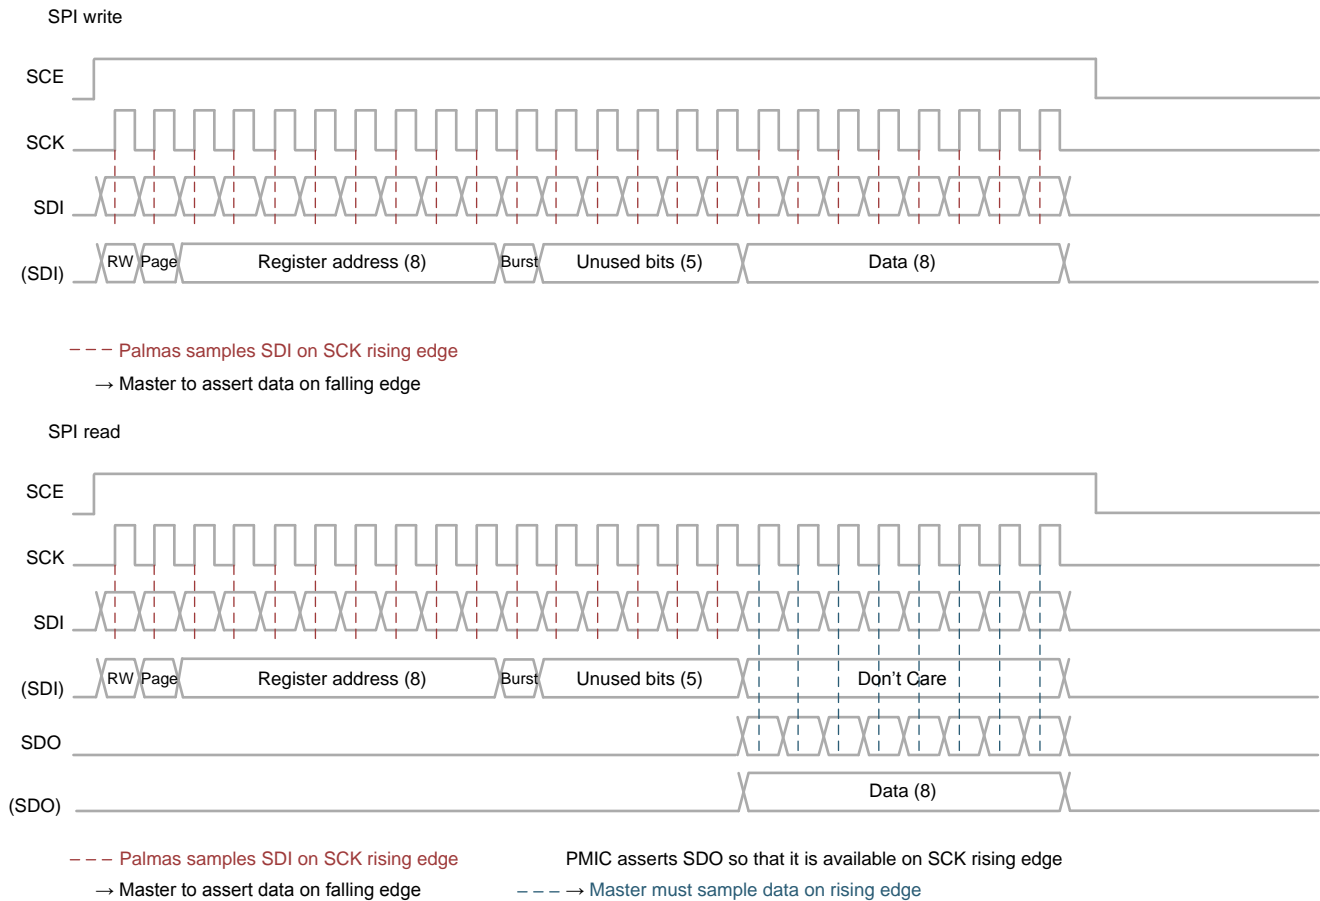 SPI write
SCE
SCK
SDI
(SDI) RW Page Register address (8) Burst Unused bits (5) Data (8)
Palmas samples SDI on SCK rising edge
→ Master to assert data on falling edge
SPI read
SCE
SCK
SDI
(SDI) RW Page Register address (8) Burst Unused bits (5) Don't Care
SDO
(SDO) Data (8)
Palmas samples SDI on SCK rising edge PMIC asserts SDO so that it is available on SCK rising edge
→ Master to assert data on falling edge → Master must sample data on rising edge